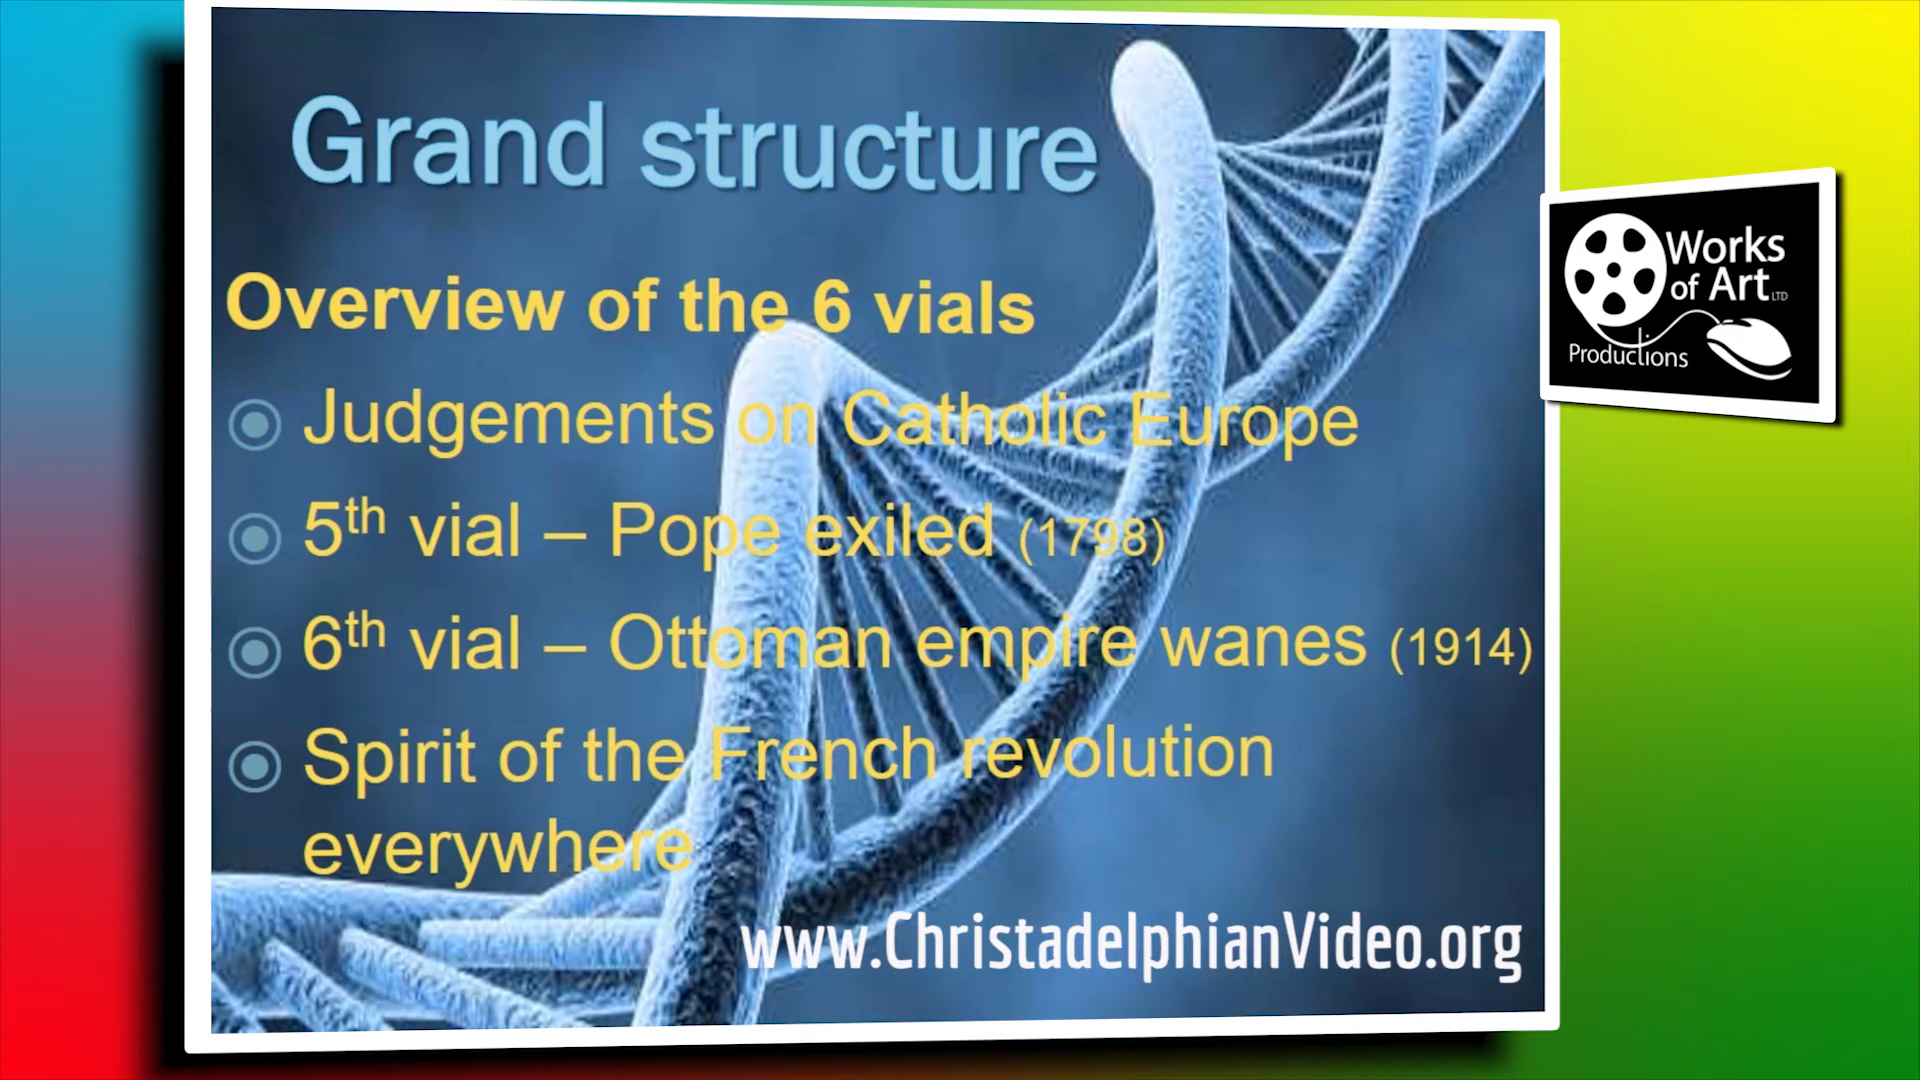 Grand structure
Overview of the 6 vials
Judgements on Catholic Europe
5th vial – Pope exiled (1798)
6th vial – Ottoman empire wanes (1914)
Spirit of the French revolution
everywhere
www.ChristadelphianVideo.org
Works
of Art LTD
Productions